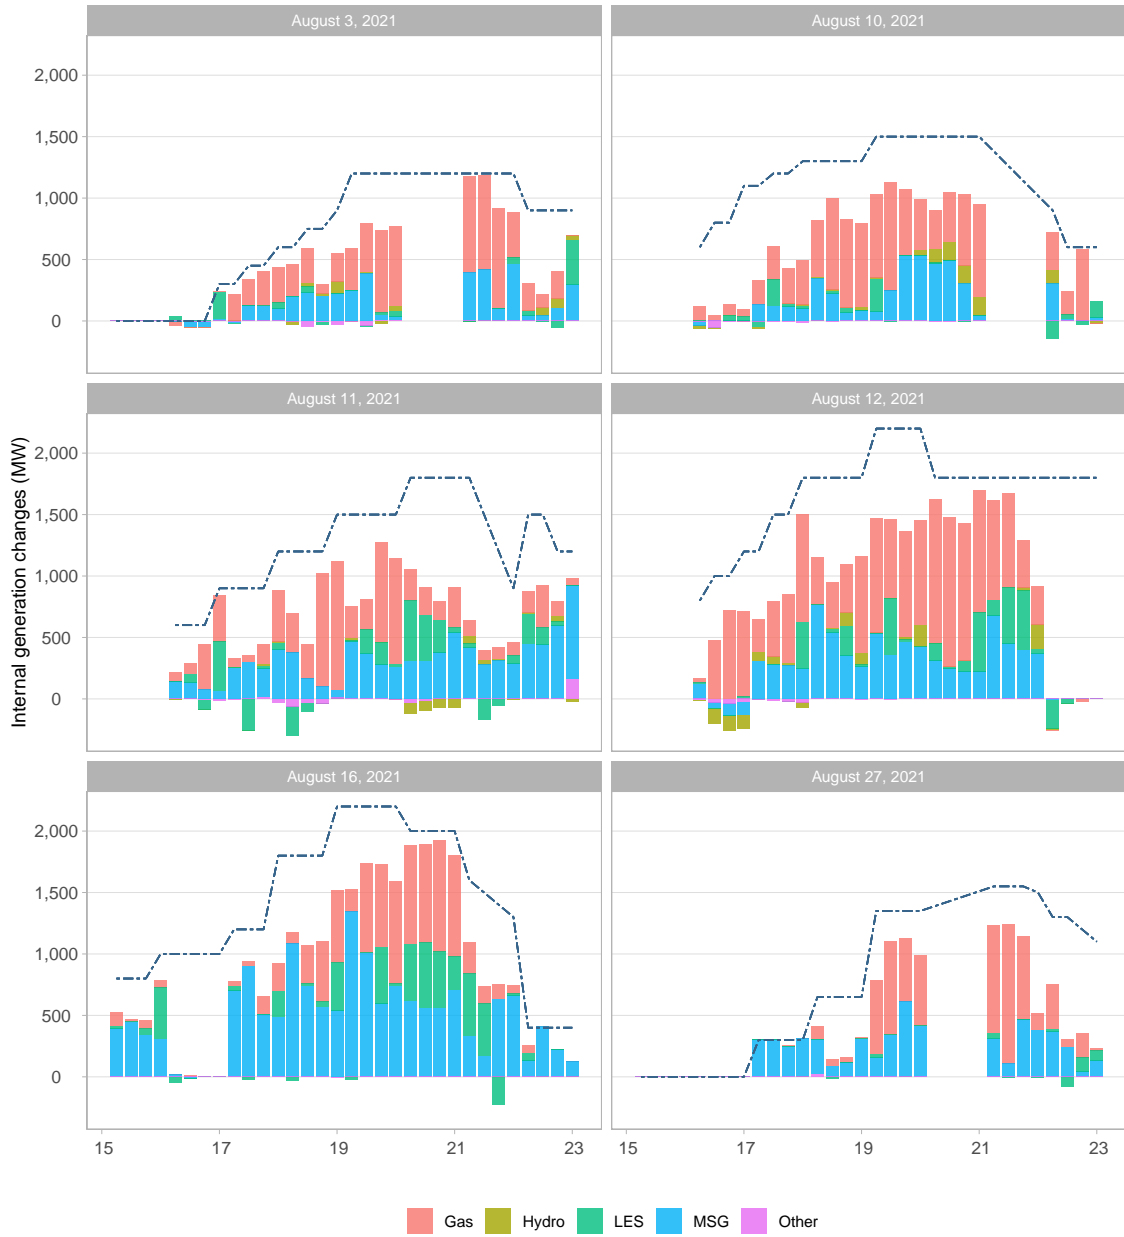 August 3, 2021
August 10, 2021
2,000
1,500
1,000
500
0
August 11, 2021
August 12, 2021
Internal generation changes (MW)
2,000
1,500
1,000
500
0
August 16, 2021
August 27, 2021
2,000
1,500
1,000
500
0
15 17 19 21 23 15 17 19 21 23
Gas Hydro LES MSG Other